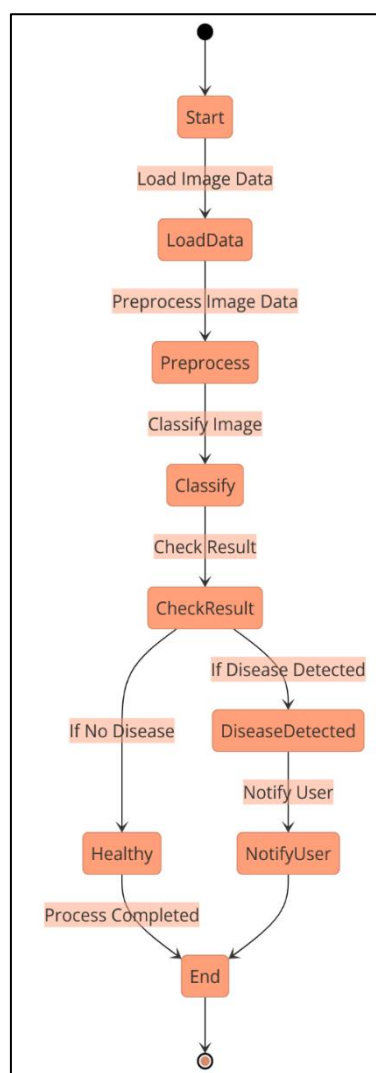 Start
Load Image Data
LoadData
Preprocess Image Data
Preprocess
Classify Image
Classify
Check Result
CheckResult
If Disease Detected
If No Disease
DiseaseDetected
Notify User
Healthy
NotifyUser
Process Completed
End